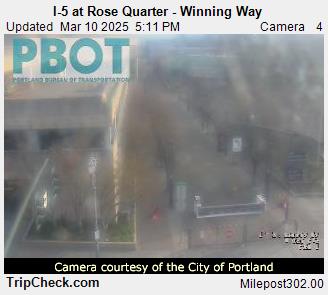 I-5 at Rose Quarter - Winning Way
Updated Mar 10 2025 5:11 PM Camera 4
PBOT
PORTLAND BUREAU OF TRANSPORTATION
Camera courtesy of the City of Portland
TripCheck.com Milepost302.00